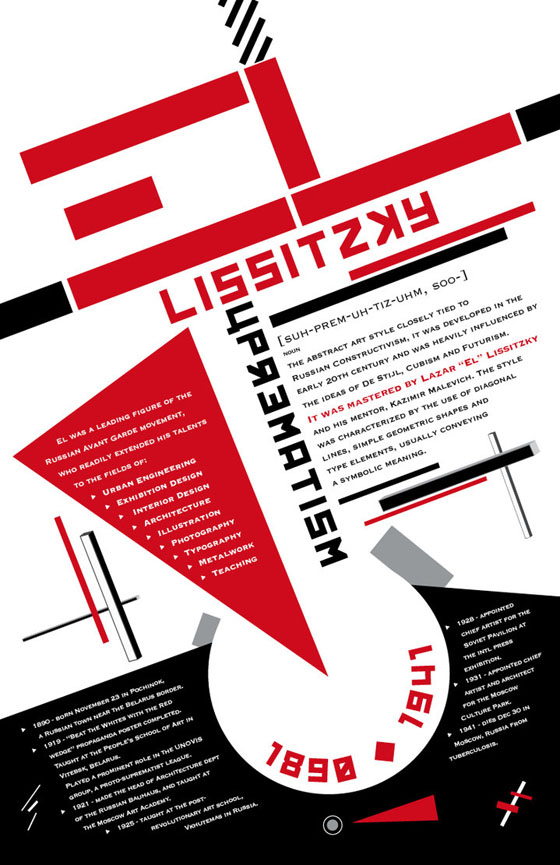 EL
LISSITZKY
SUPREMATISM
[suh-prem-uh-tiz-uhm, soo-]
noun
the abstract art style closely tied to
Russian Constructivism, it was developed in the
early 20th century and was heavily influenced by
the ideas of De Stijl, Cubism and Futurism.
It was mastered by Lazar "El" Lissitzky
and his mentor, Kazimir Malevich. The style
was characterized by the use of diagonal
lines, simple geometric shapes and
type elements, usually conveying
a symbolic meaning.
El was a leading figure of the
Russian avant garde movement,
who readily extended his talents
to the fields of:
Urban Engineering
Exhibition Design
Interior Design
Architecture
Illustration
Photography
Typography
Metalwork
Teaching
1890 - born November 23 in Pochinok,
a Russian town near the Belarus border.
1919 - "Beat the Whites with the Red
Wedge" propaganda poster completed.
Taught at the People's School of Art in
Vitebsk, Belarus.
Played a prominent role in the UNOVIS
group, a proto-suprematist league.
1921 - made the head of Architecture dept
of the Russian Bauhaus, and taught at
the Moscow Art Academy.
1925 - taught at the post-
revolutionary art school,
Vkhutemas in Russia.
1890 1941
1928 - appointed
chief artist for the
Soviet Pavilion at
the Intl Press
Exhibition.
1931 - appointed chief
artist and architect
for the Moscow
Culture Park.
1941 - dies Dec 30 in
Moscow, Russia from
tuberculosis.